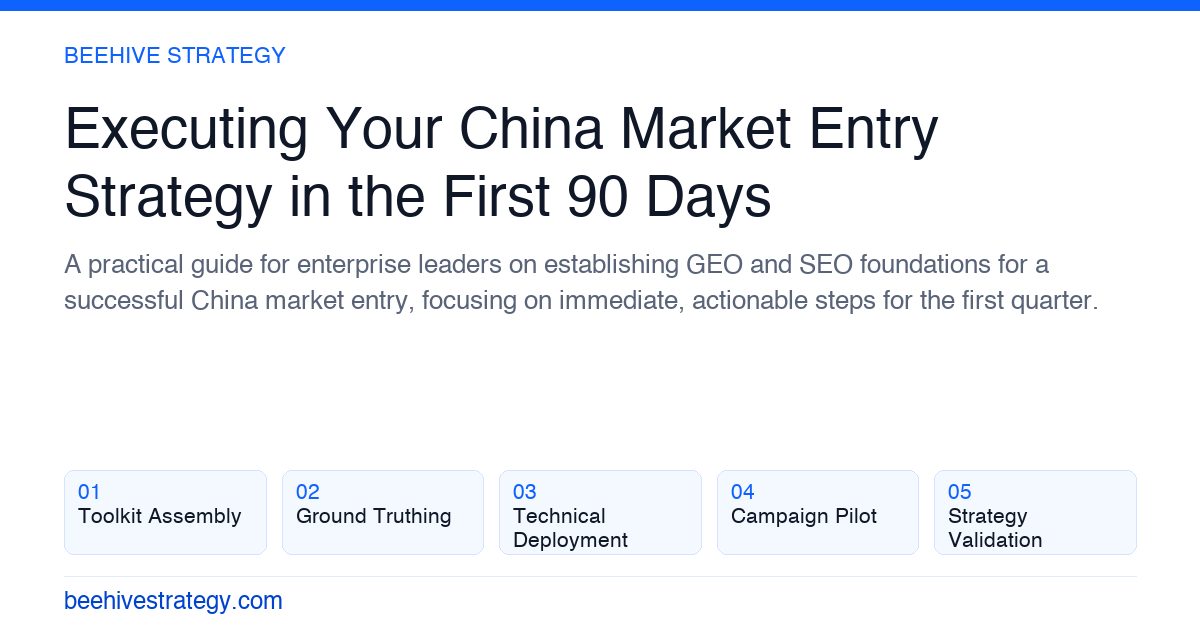 BEEHIVE STRATEGY
Executing Your China Market Entry
Strategy in the First 90 Days
A practical guide for enterprise leaders on establishing GEO and SEO foundations for a
successful China market entry, focusing on immediate, actionable steps for the first quarter.
01
Toolkit Assembly
02
Ground Truthing
03
Technical
Deployment
04
Campaign Pilot
05
Strategy
Validation
beehivestrategy.com